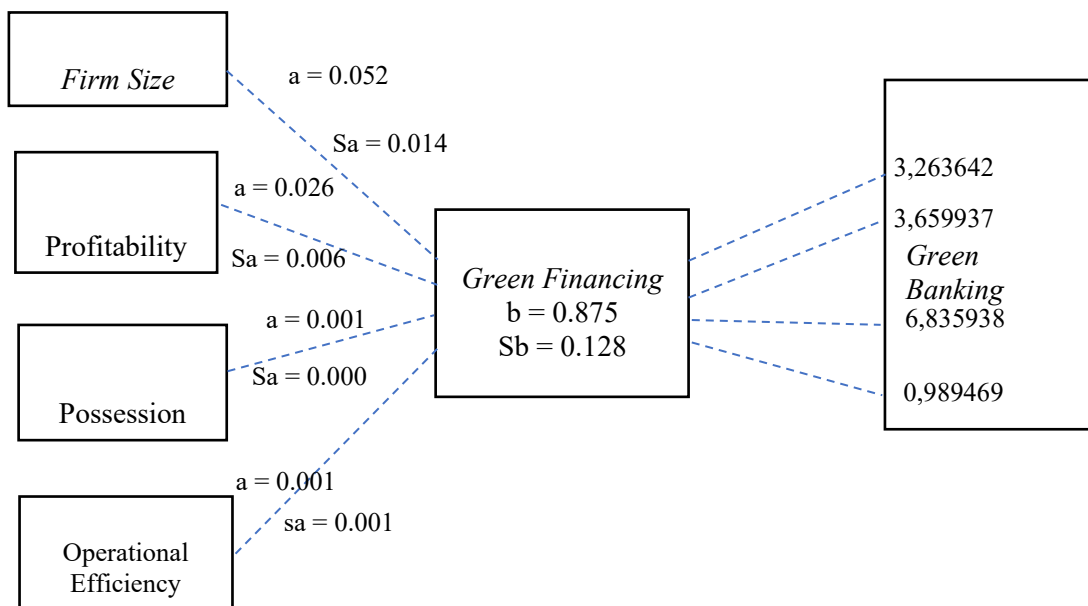 Firm Size
a = 0.052
Sa = 0.014
Profitability
a = 0.026
Sa = 0.006
Possession
a = 0.001
Sa = 0.000
Operational
Efficiency
a = 0.001
sa = 0.001
Green Financing
b = 0.875
Sb = 0.128
3,263642
3,659937
Green
Banking
6,835938
0,989469